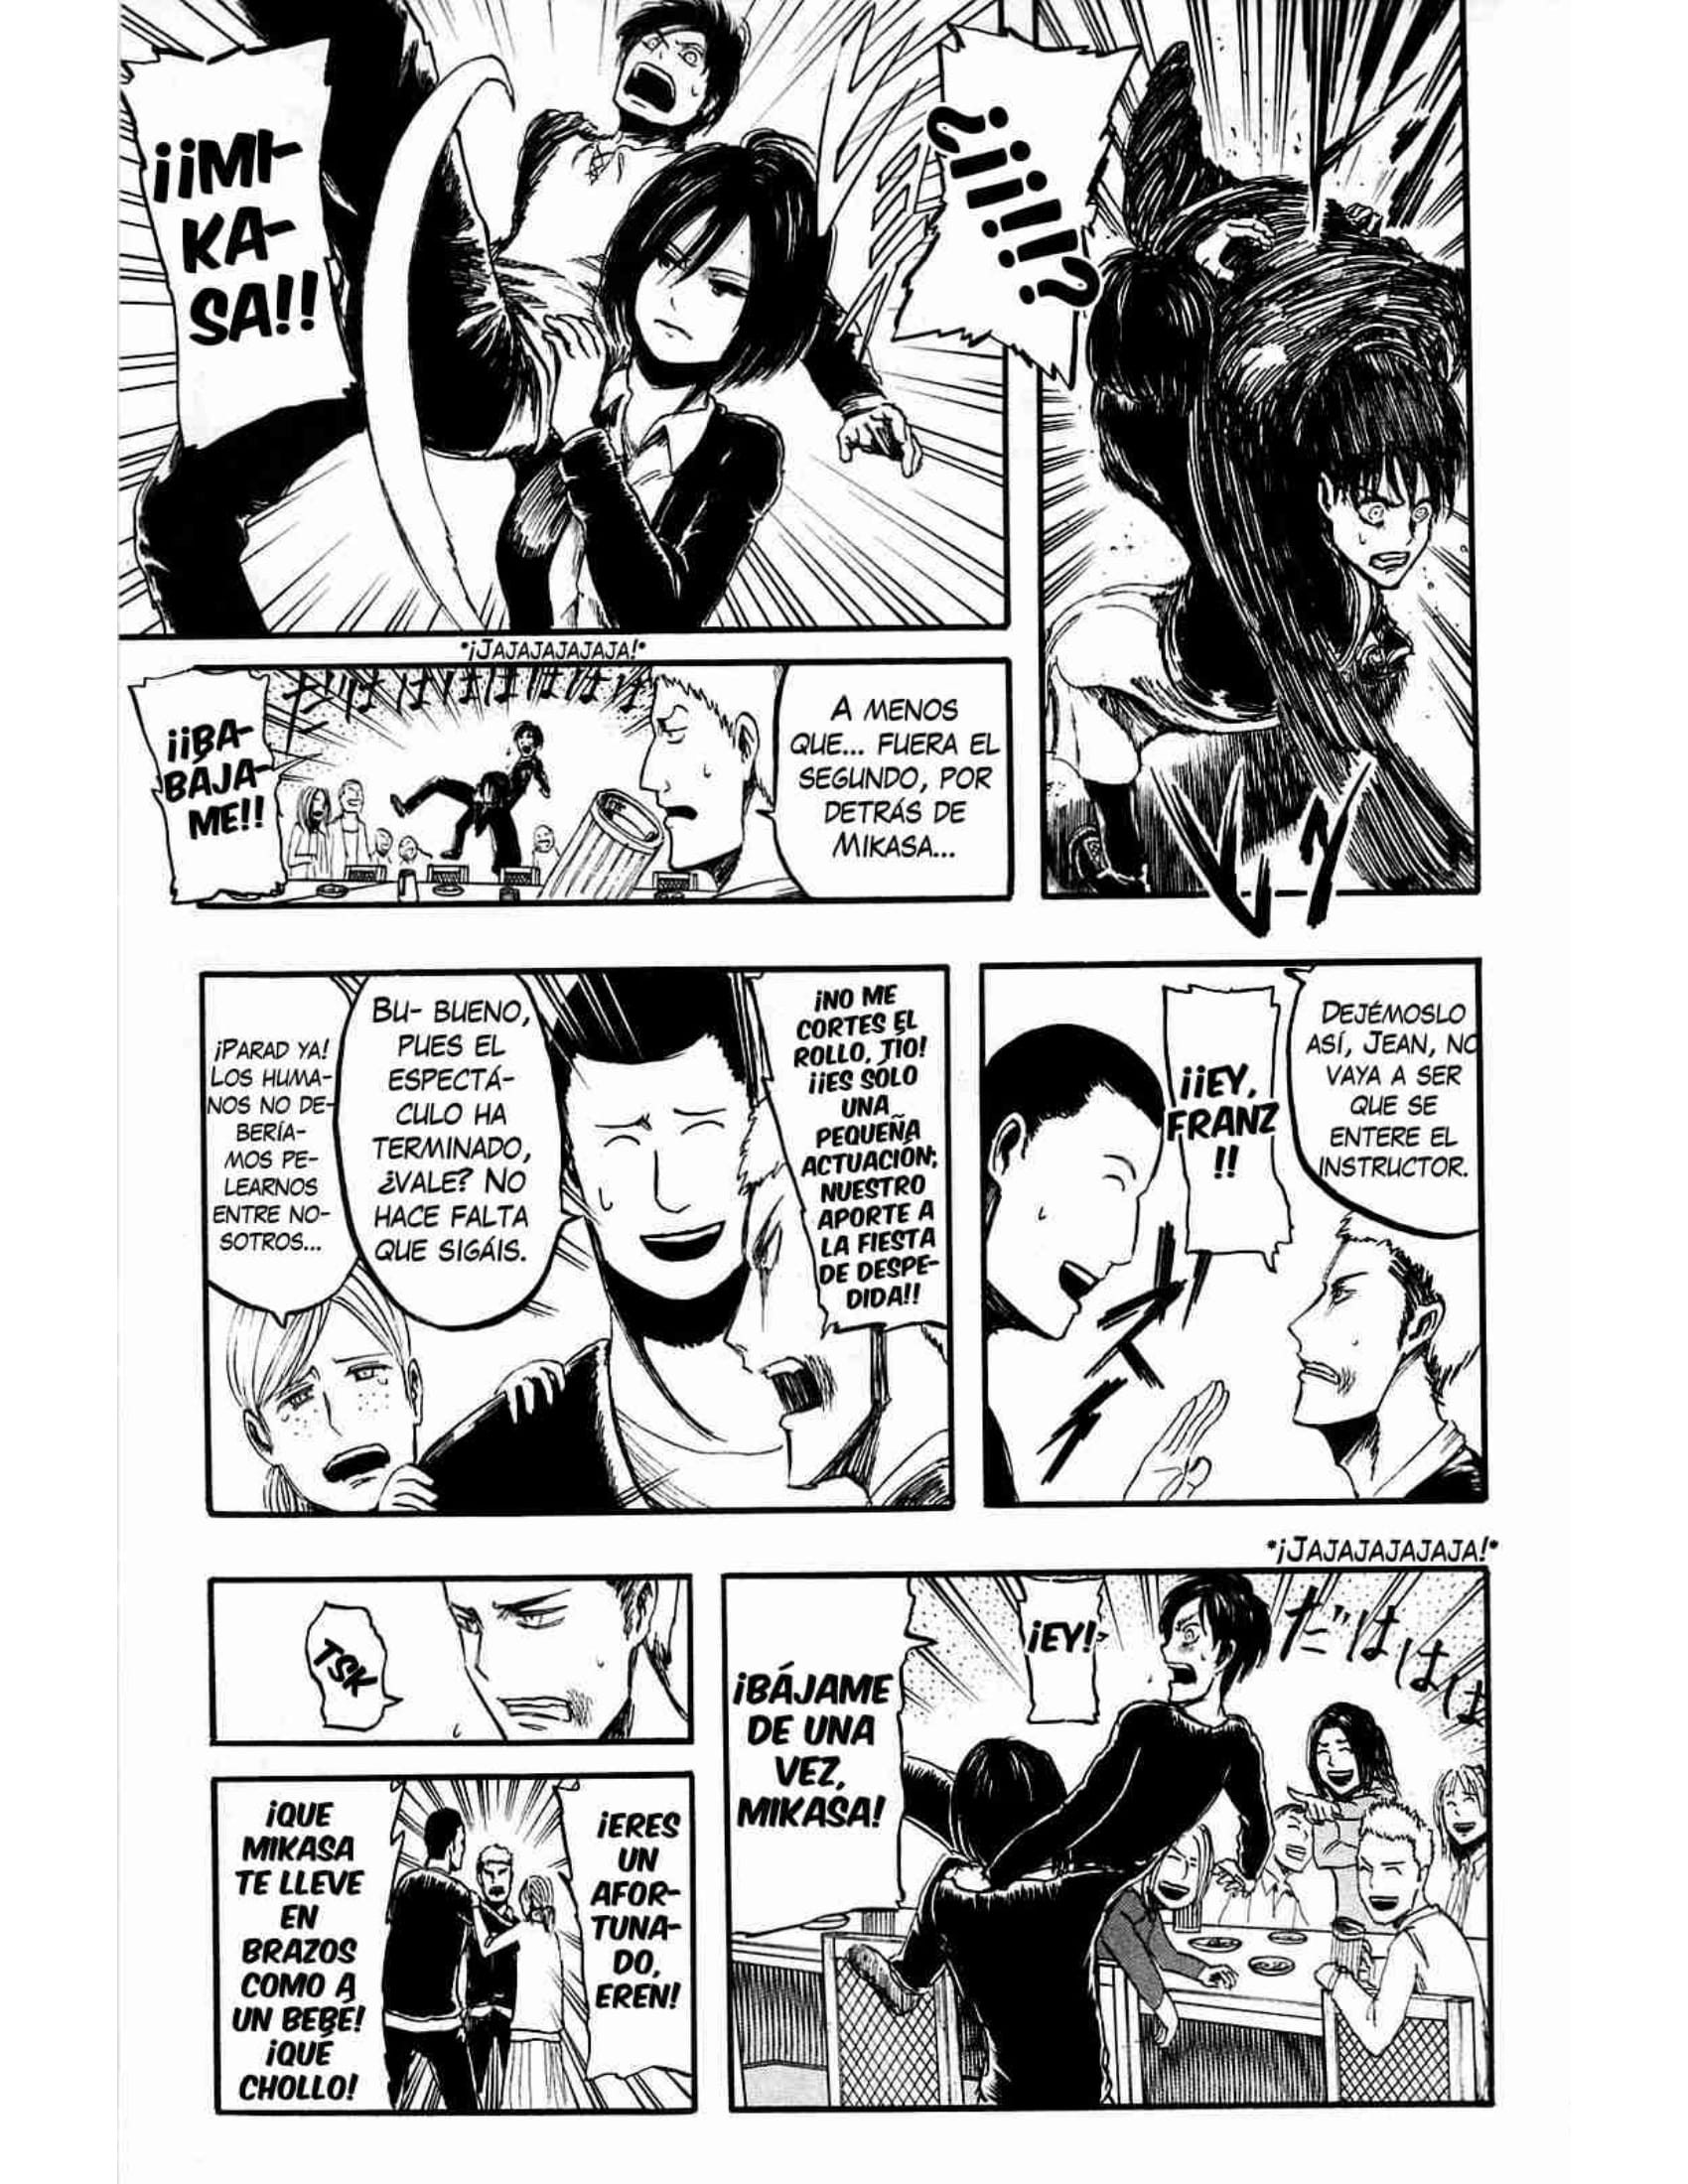 ¿¡¡!!?
¡¡MI-
KA-
SA!!
*¡JAJAJAJAJAJA!*
A MENOS
QUE... FUERA EL
SEGUNDO, POR
DETRÁS DE
MIKASA...
¡¡BA-
BÁJA-
ME!!
DEJÉMOSLO
ASÍ, JEAN, NO
VAYA A SER
QUE SE
ENTERE EL
INSTRUCTOR.
¡¡EY,
FRANZ
!!
¡NO ME
CORTES EL
ROLLO, TÍO!
¡¡ES SÓLO
UNA
PEQUEÑA
ACTUACIÓN;
NUESTRO
APORTE A
LA FIESTA
DE DESPE-
DIDA!!
BU- BUENO,
PUES EL
ESPECTÁ-
CULO HA
TERMINADO,
¿VALE? NO
HACE FALTA
QUE SIGÁIS.
¡PARAD YA!
LOS HUMA-
NOS NO DE-
BERÍA-
MOS PE-
LEARNOS
ENTRE NO-
SOTROS...
*¡JAJAJAJAJAJA!*
だははは
¡EY!
¡BÁJAME
DE UNA
VEZ,
MIKASA!
TSK
¡ERES
UN
AFOR-
TUNA-
DO,
EREN!
¡QUE
MIKASA
TE LLEVE
EN
BRAZOS
COMO A
UN BEBÉ!
¡QUÉ
CHOLLO!